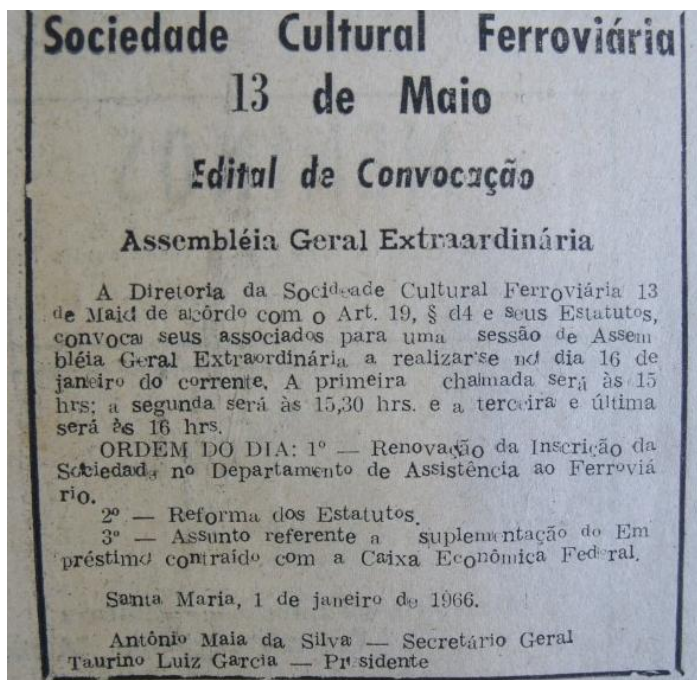 Sociedade Cultural Ferroviária
13 de Maio
Edital de Convocação
Assembléia Geral Extraardinária
A Diretoria da Sociedade Cultural Ferroviária 13
de Maio de acôrdo com o Art. 19, § d4 e seus Estatutos,
convoca seus associados para uma sessão de Assem
bléia Geral Extraordinária a realizar-se no dia 16 de
janeiro do corrente. A primeira chalmada será às 15
hrs; a segunda será às 15,30 hrs. e a terceira e última
será às 16 hrs.
ORDEM DO DIA: 1º — Renovação da Inscrição da
Sociedade no Departamento de Assistência ao Ferroviá
rio.
2º — Reforma dos Estatutos.
3º — Assunto referente a suplementação do Em
préstimo contraído com a Caixa Econômica Federal.
Santa Maria, 1 de janeiro de 1966.
Antônio Maia da Silva — Secretário Geral
Taurino Luiz Garcia — Presidente